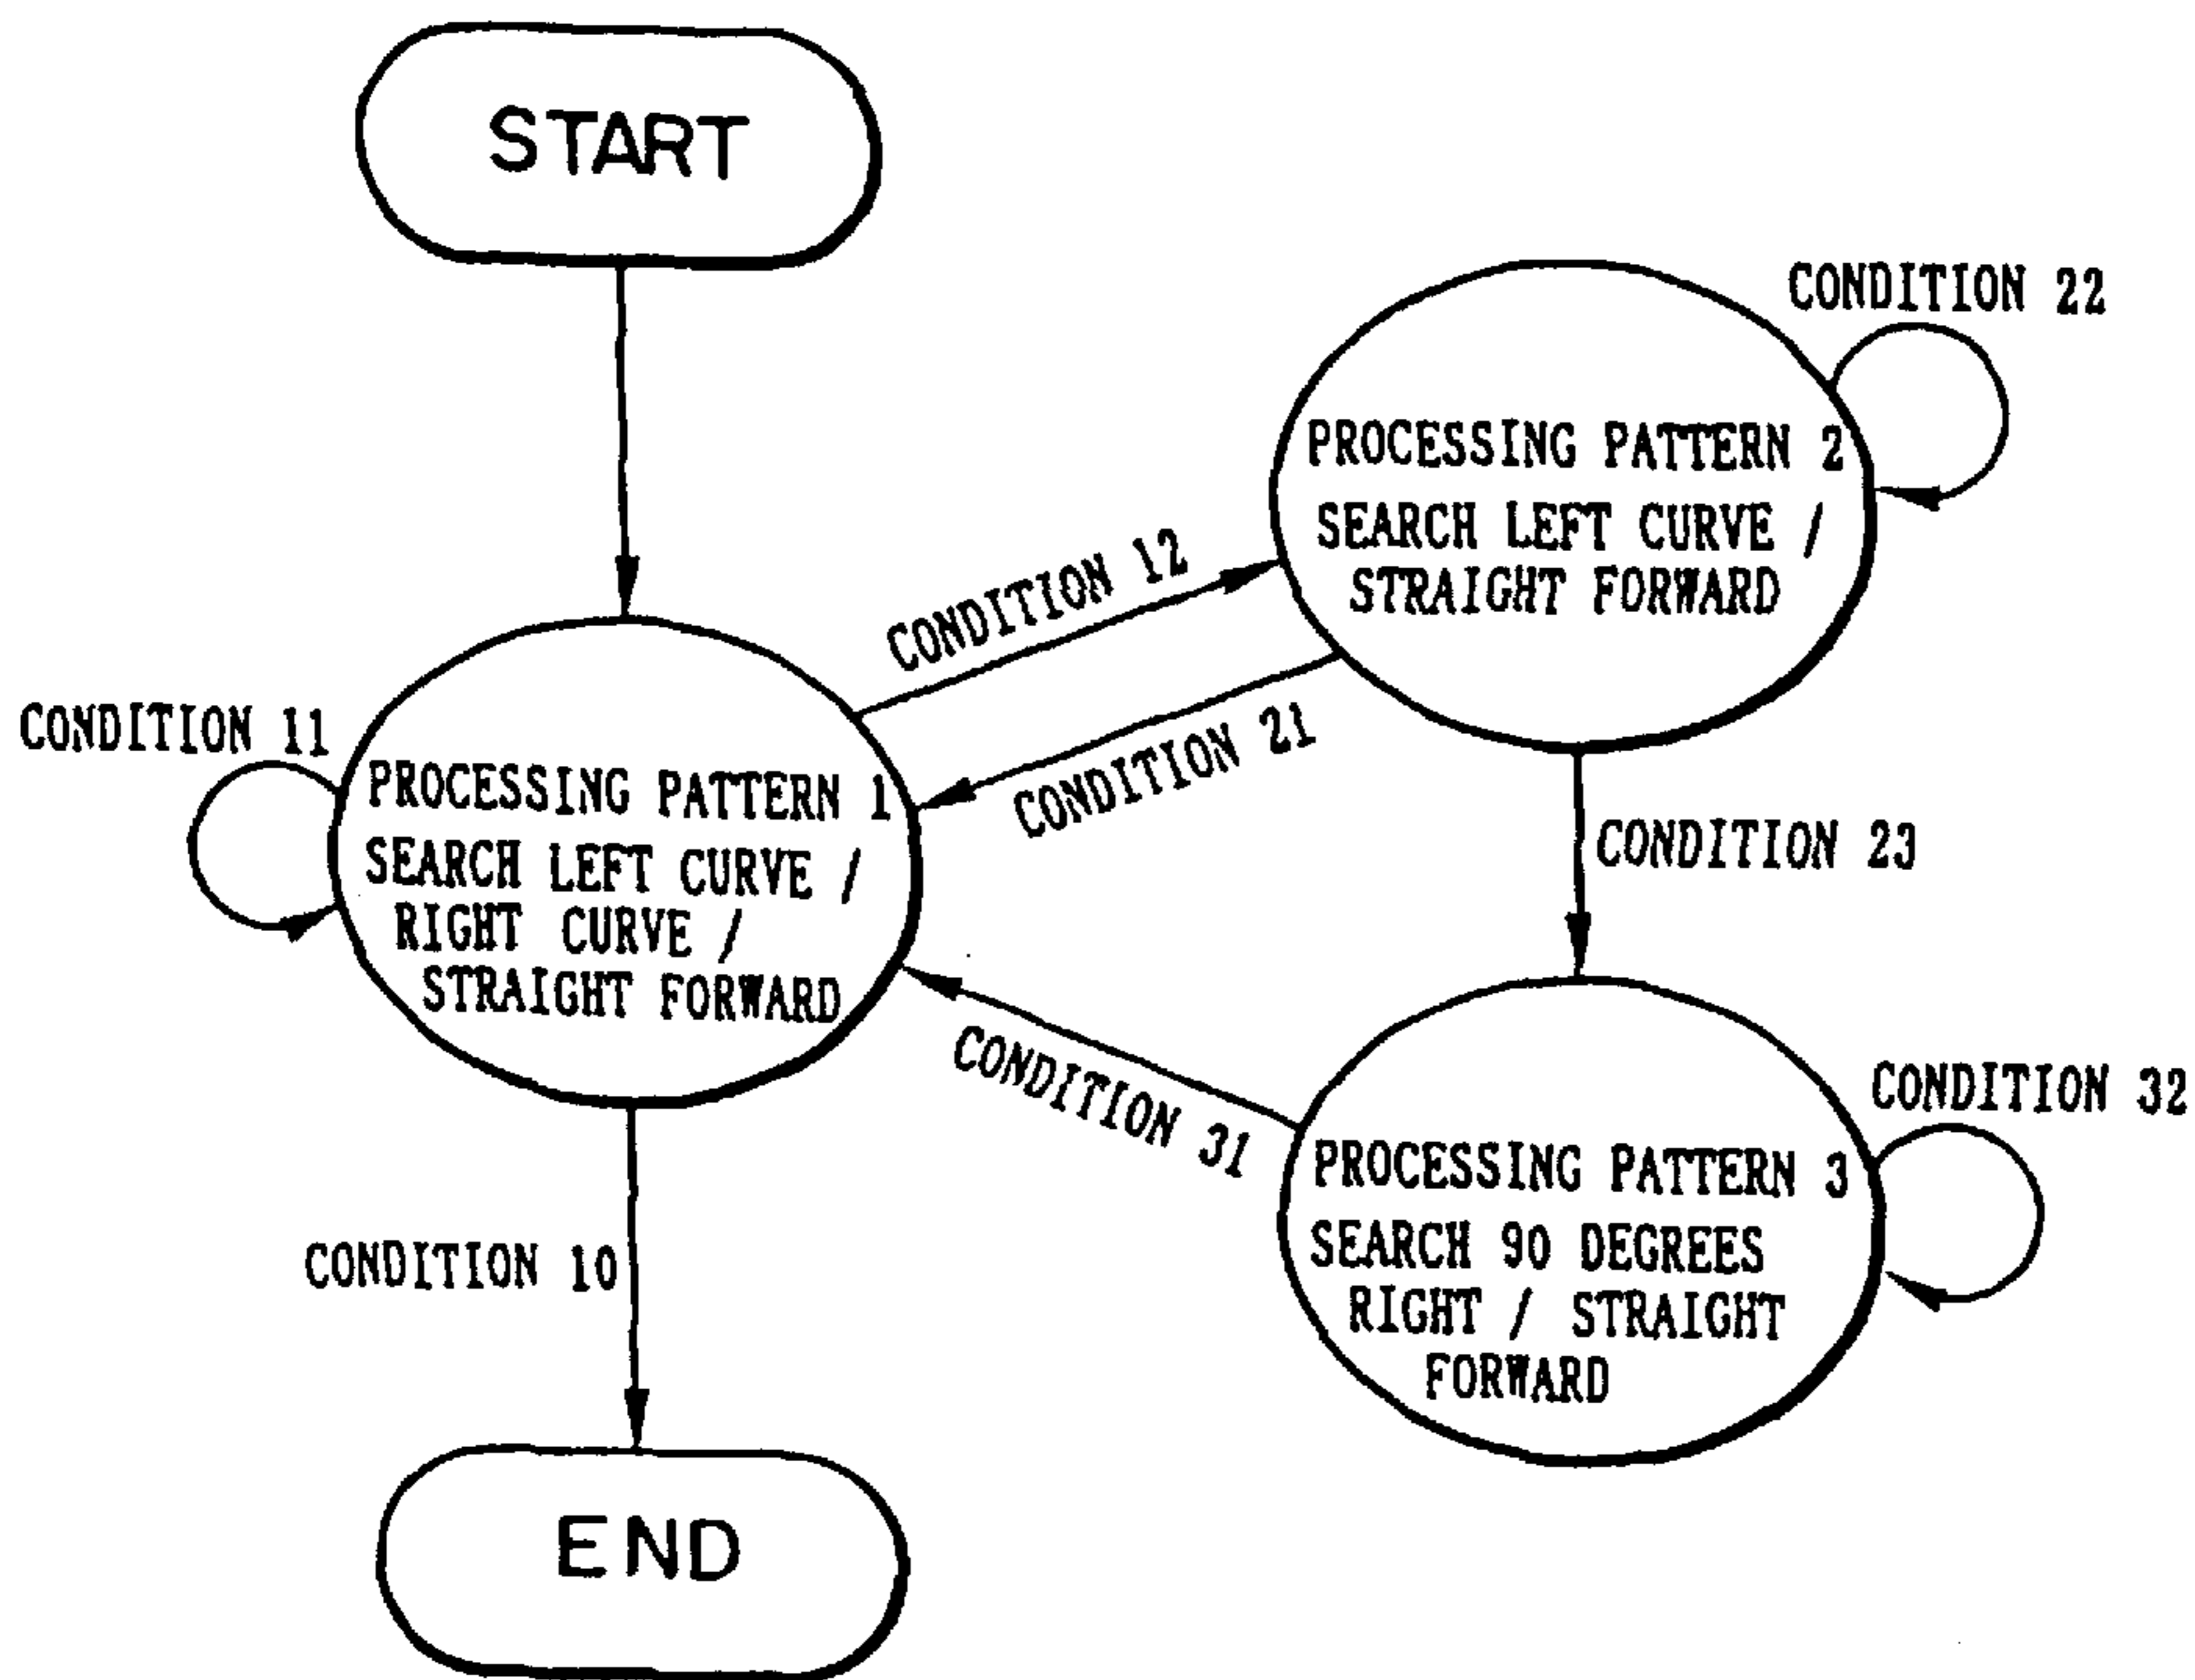 START
CONDITION 22
PROCESSING PATTERN 2
SEARCH LEFT CURVE /
STRAIGHT FORWARD
CONDITION 12
CONDITION 21
CONDITION 11
PROCESSING PATTERN 1
SEARCH LEFT CURVE /
RIGHT CURVE /
STRAIGHT FORWARD
CONDITION 23
CONDITION 31
CONDITION 32
PROCESSING PATTERN 3
SEARCH 90 DEGREES
RIGHT / STRAIGHT
FORWARD
CONDITION 10
END